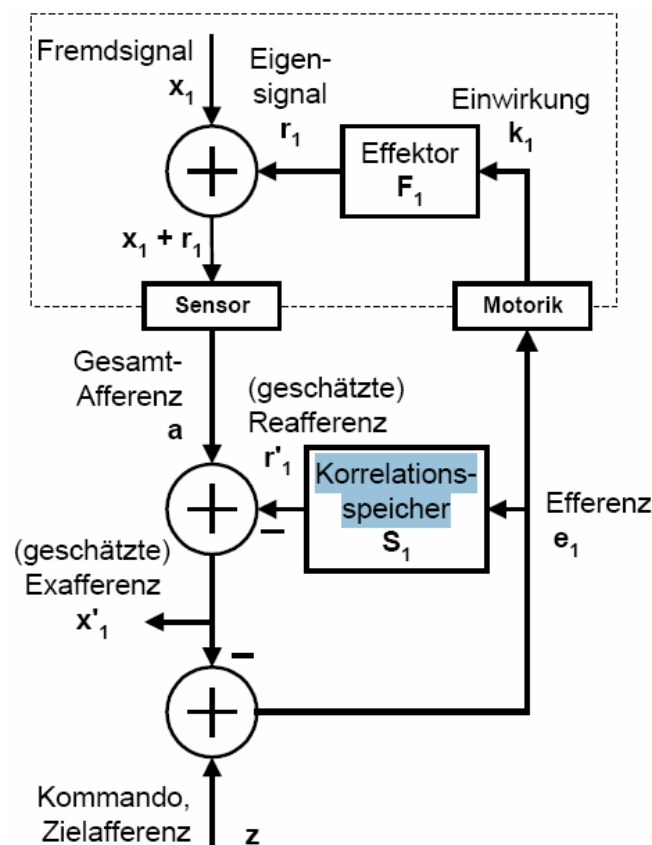 Fremdsignal
x1
Eigen-
signal
r1
Einwirkung
k1
Effektor
F1
x1 + r1
Sensor
Motorik
Gesamt-
Afferenz
a
(geschätzte)
Reafferenz
r'1
Korrelations-
speicher
S1
Efferenz
e1
(geschätzte)
Exafferenz
x'1
Kommando,
Zielafferenz
z